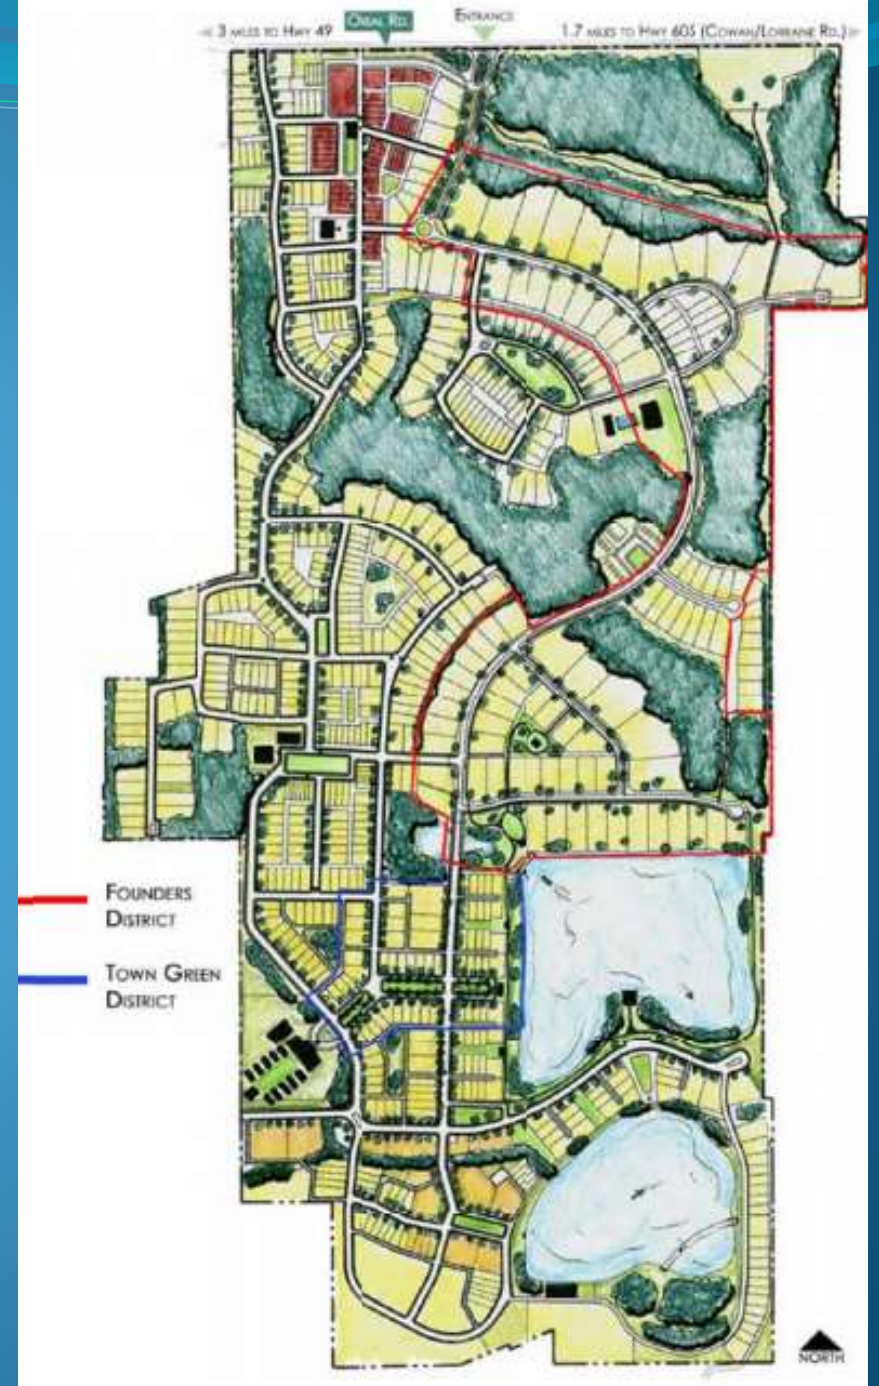 3 MILES TO HWY 49
ORAL RD.
ENTRANCE
1.7 MILES TO HWY 605 (COWAN/LORRAINE RD.)
FOUNDERS
DISTRICT
TOWN GREEN
DISTRICT
NORTH